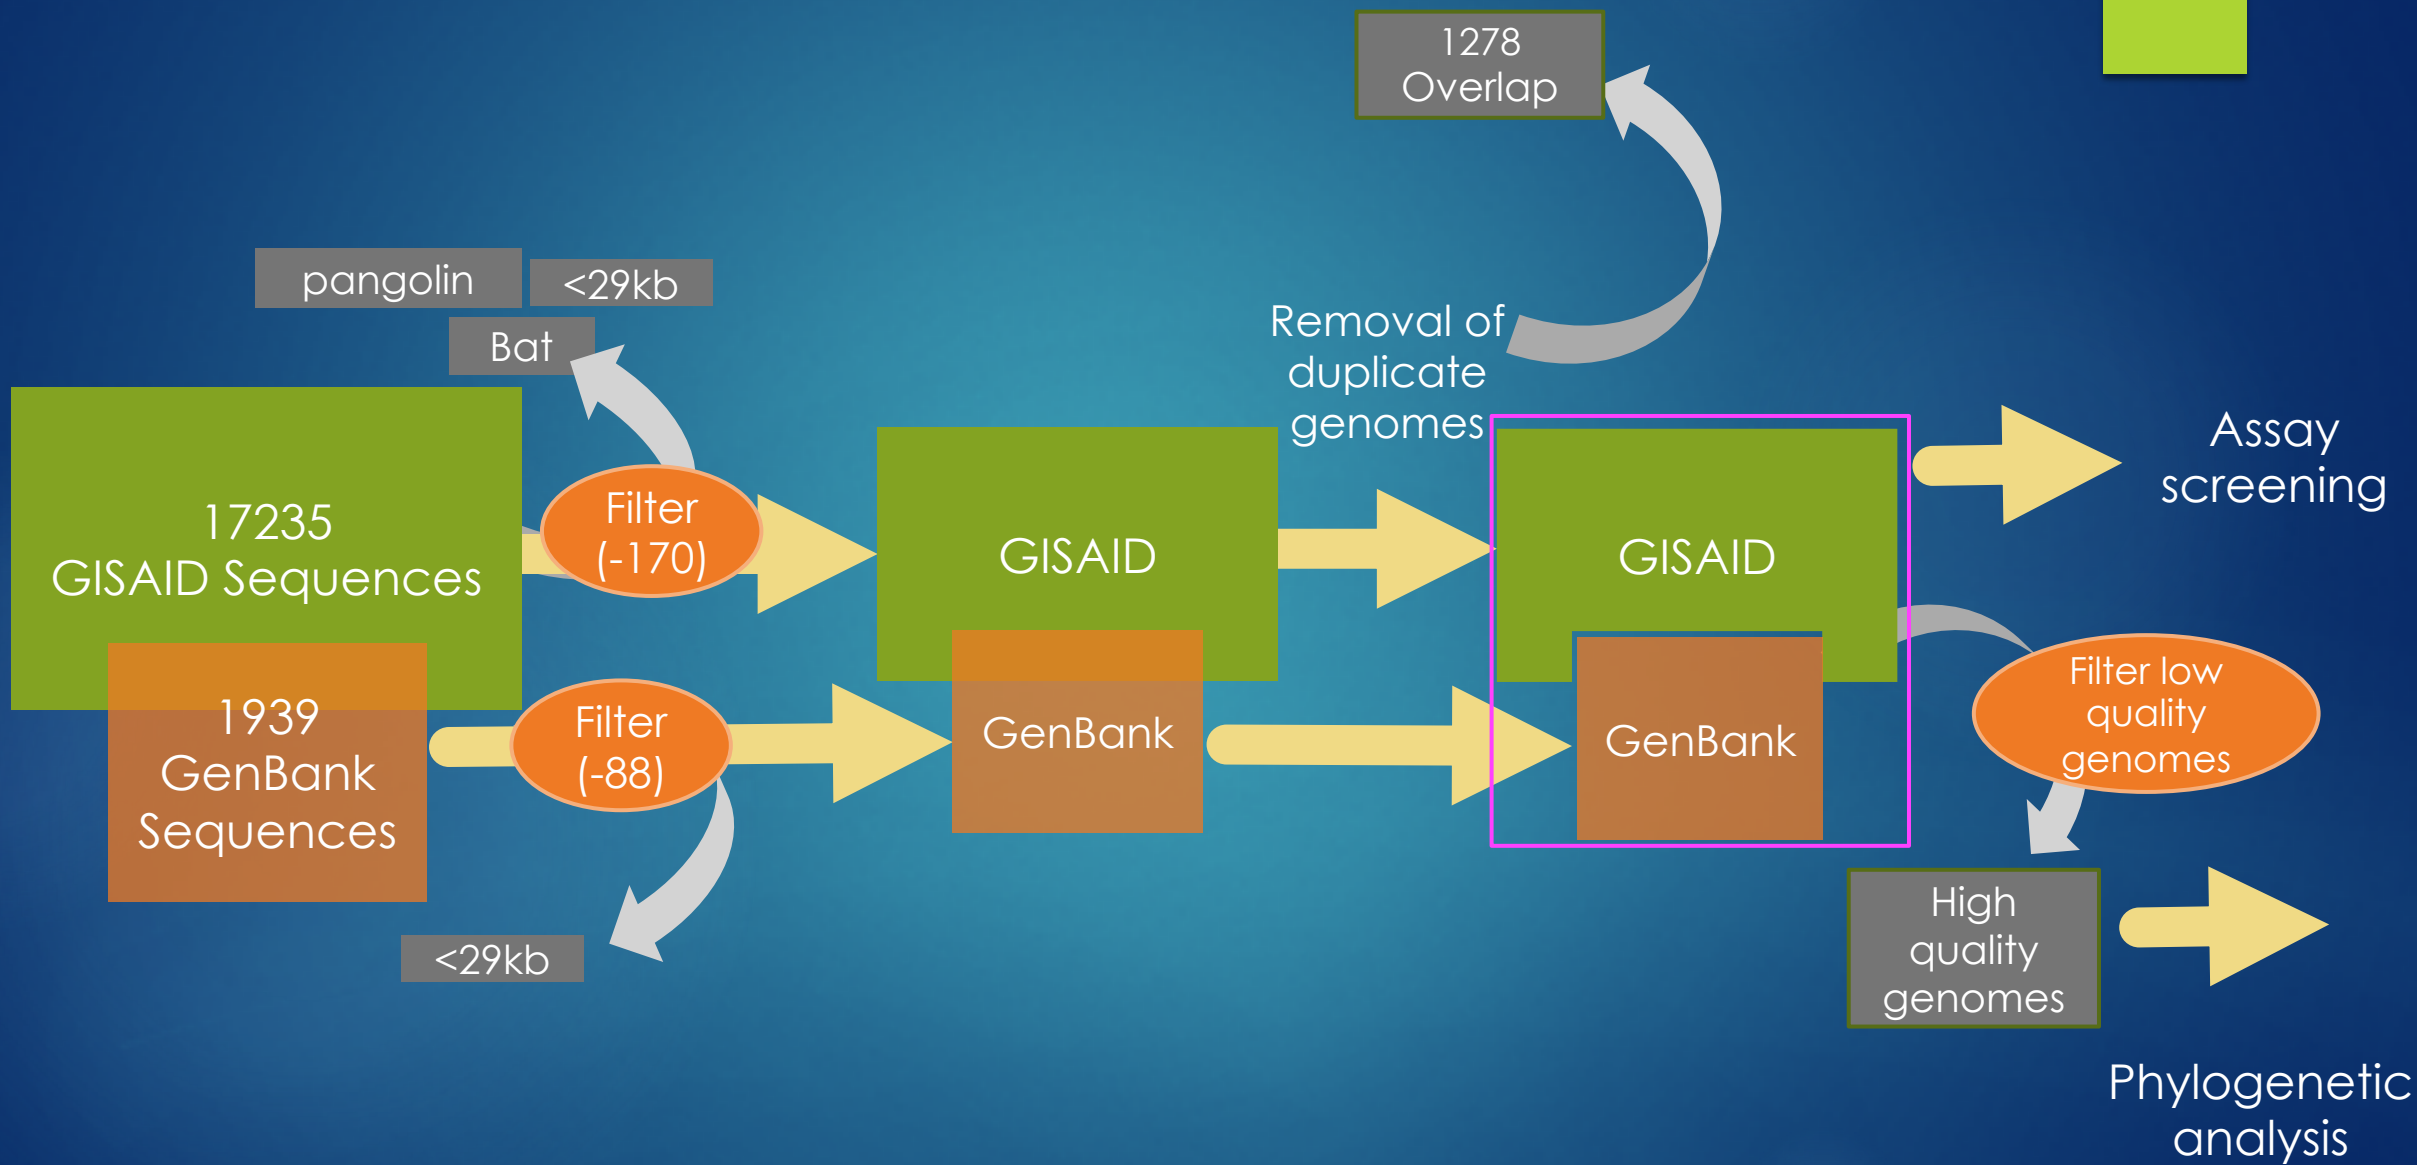 1278
Overlap
pangolin
<29kb
Bat
Removal of
duplicate
genomes
17235
GISAID Sequences
Filter
(-170)
GISAID
GISAID
Assay
screening
1939
GenBank
Sequences
Filter
(-88)
GenBank
GenBank
Filter low
quality
genomes
<29kb
High
quality
genomes
Phylogenetic
analysis